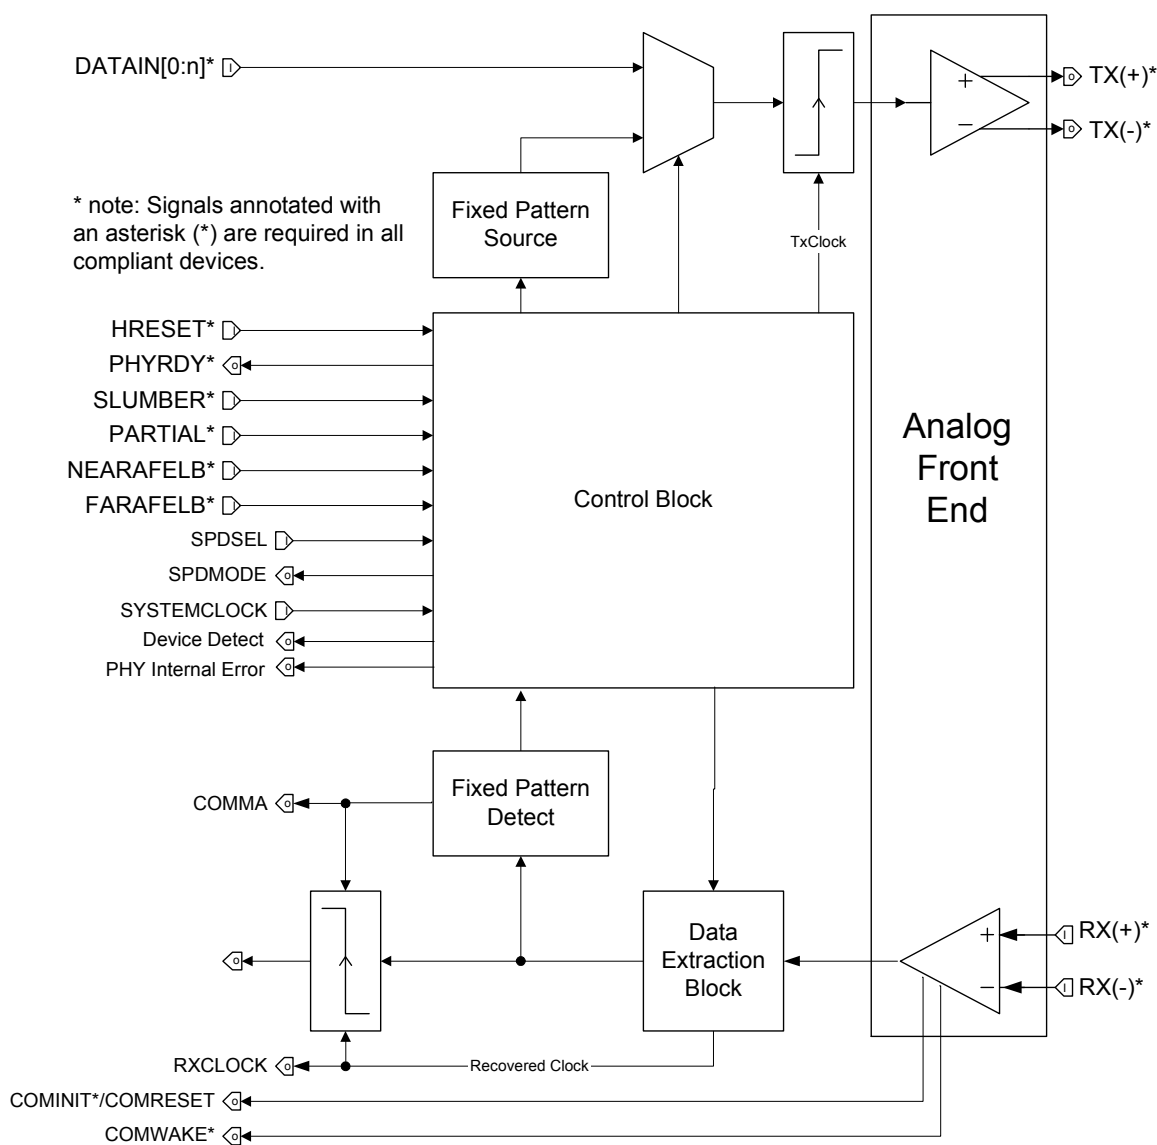 DATAIN[0:n]* I
+
−
O TX(+)*
O TX(-)*
* note: Signals annotated with
an asterisk (*) are required in all
compliant devices.
Fixed Pattern
Source
TxClock
HRESET* I
PHYRDY* O
SLUMBER* I
PARTIAL* I
NEARAFELB* I
FARAFELB* I
SPDSEL I
SPDMODE O
SYSTEMCLOCK I
Device Detect O
PHY Internal Error O
Control Block
Analog
Front
End
COMMA O
Fixed Pattern
Detect
O
Data
Extraction
Block
+
−
I RX(+)*
I RX(-)*
RXCLOCK O
Recovered Clock
COMINIT*/COMRESET O
COMWAKE* O